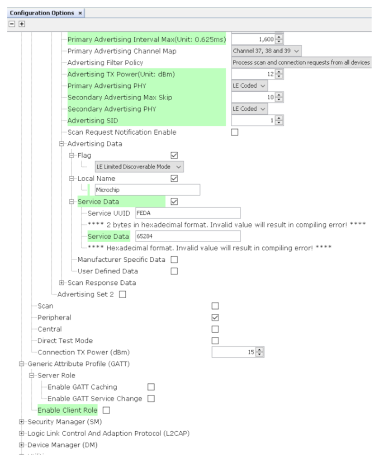 Configuration Options ×
Primary Advertising Interval Max(Unit: 0.625ms) 1,600
Primary Advertising Channel Map Channel 37, 38 and 39
Advertising Filter Policy Process scan and connection requests from all devices
Advertising TX Power(Unit: dBm) 12
Primary Advertising PHY LE Coded
Secondary Advertising Max Skip 10
Secondary Advertising PHY LE Coded
Advertising SID 1
Scan Request Notification Enable
Advertising Data
Flag
LE Limited Discoverable Mode
Local Name
Microchip
Service Data
Service UUID FEDA
**** 2 bytes in hexadecimal format. Invalid value will result in compiling error! ****
Service Data 65284
**** Hexadecimal format. Invalid value will result in compiling error! ****
Manufacturer Specific Data
User Defined Data
Scan Response Data
Advertising Set 2
Scan
Peripheral
Central
Direct Test Mode
Connection TX Power (dBm) 15
Generic Attribute Profile (GATT)
Server Role
Enable GATT Caching
Enable GATT Service Change
Enable Client Role
Security Manager (SM)
Logic Link Control And Adaption Protocol (L2CAP)
Device Manager (DM)